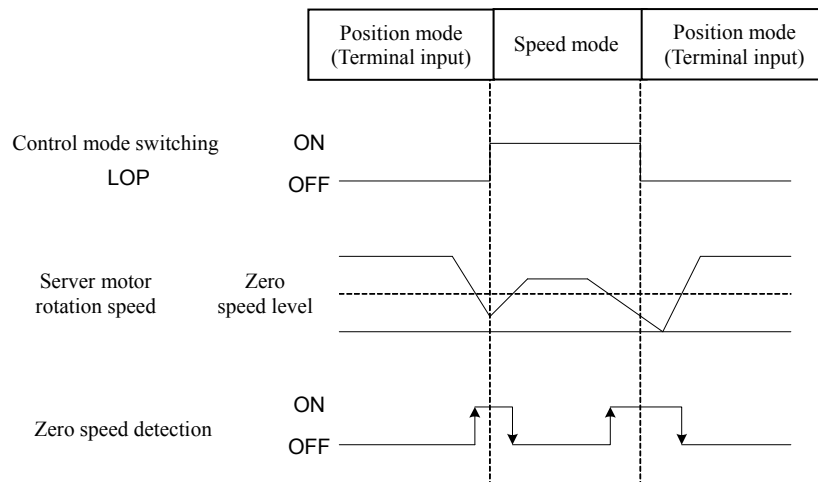 Position mode
(Terminal input)
Speed mode
Position mode
(Terminal input)
Control mode switching
LOP
ON
OFF
Server motor
rotation speed
Zero
speed level
Zero speed detection
ON
OFF